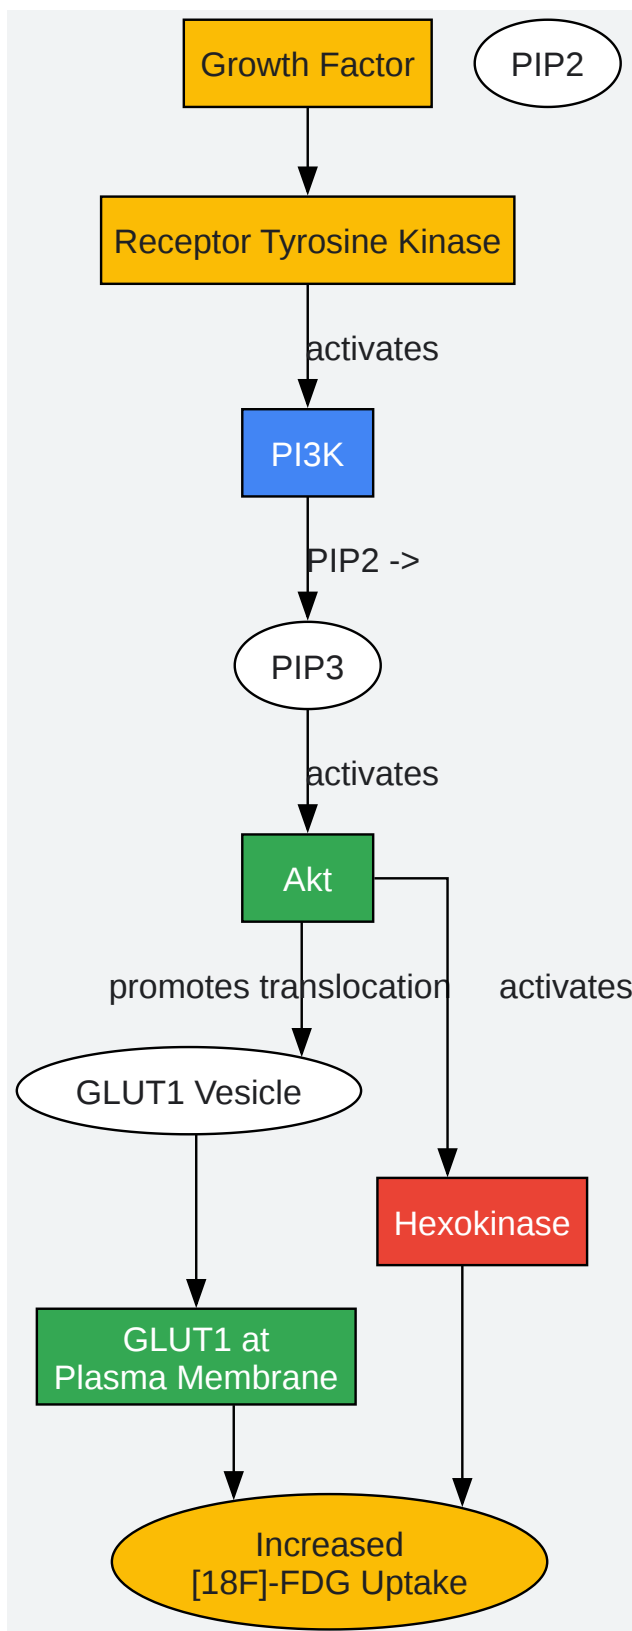 Growth Factor
PIP2
Receptor Tyrosine Kinase
activates
PI3K
PIP2 ->
PIP3
activates
Akt
promotes translocation
activates
GLUT1 Vesicle
Hexokinase
GLUT1 at
Plasma Membrane
Increased
[18F]-FDG Uptake